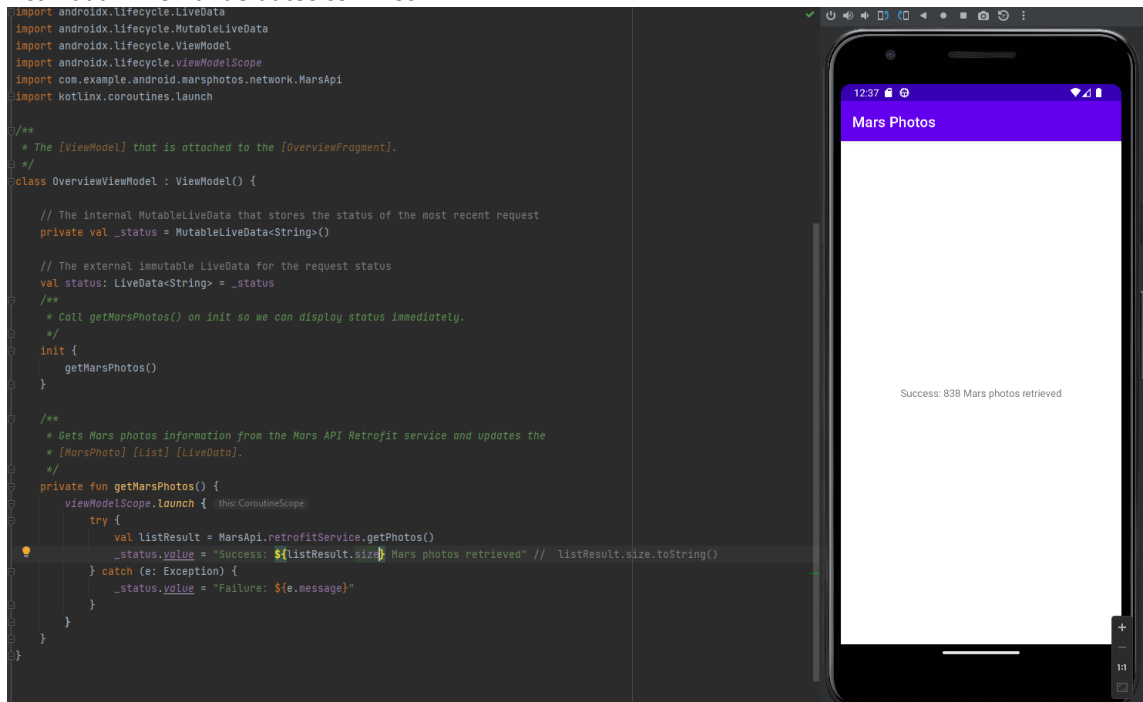 import androidx.lifecycle.LiveData
import androidx.lifecycle.MutableLiveData
import androidx.lifecycle.ViewModel
import androidx.lifecycle.viewModelScope
import com.example.android.marsphotos.network.MarsApi
import kotlinx.coroutines.launch
/**
 * The [ViewModel] that is attached to the [OverviewFragment].
 */
class OverviewViewModel : ViewModel() {
    // The internal MutableLiveData that stores the status of the most recent request
    private val _status = MutableLiveData<String>()
    // The external immutable LiveData for the request status
    val status: LiveData<String> = _status
    /**
     * Call getMarsPhotos() on init so we can display status immediately.
     */
    init {
        getMarsPhotos()
    }
    /**
     * Gets Mars photos information from the Mars API Retrofit service and updates the
     * [MarsPhoto] [List] [LiveData].
     */
    private fun getMarsPhotos() {
        viewModelScope.launch { this: CoroutineScope
            try {
                val listResult = MarsApi.retrofitService.getPhotos()
                _status.value = "Success: ${listResult.size} Mars photos retrieved" //  listResult.size.toString()
            } catch (e: Exception) {
                _status.value = "Failure: ${e.message}"
            }
        }
    }
}
12:37
Mars Photos
Success: 838 Mars photos retrieved
1:1